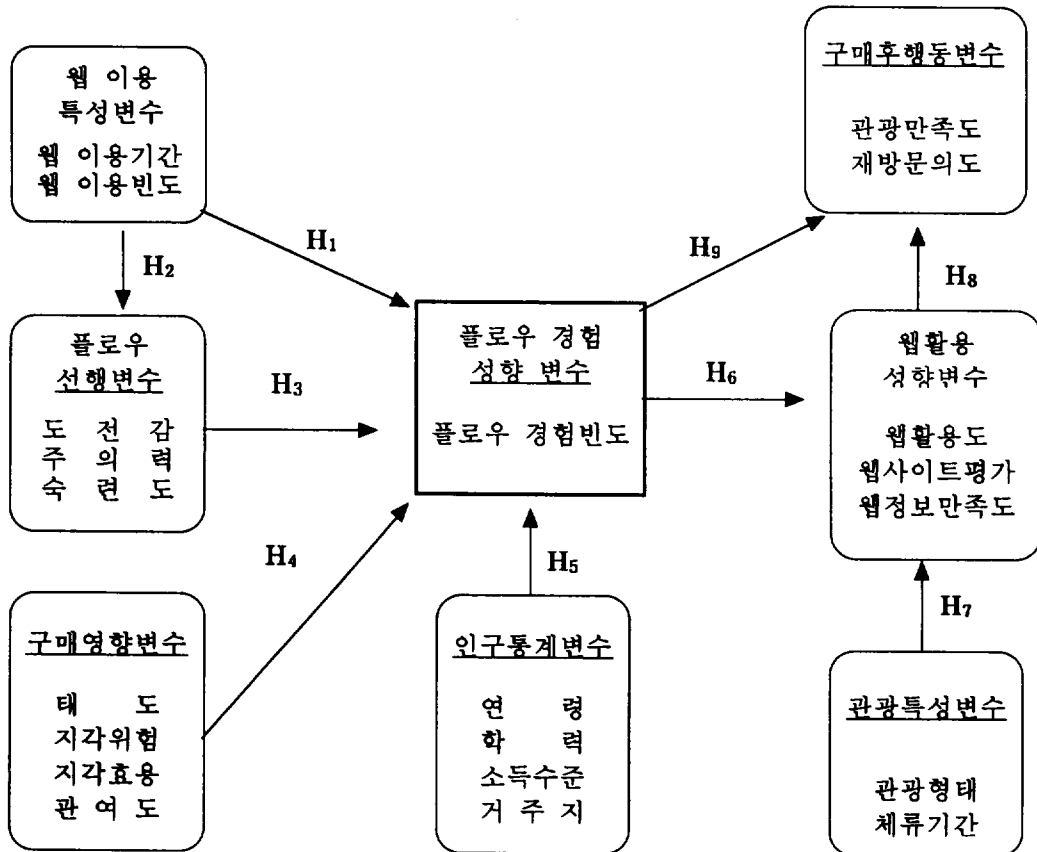 웹 이용
특성변수
웹 이용기간
웹 이용빈도
구매후행동변수
관광만족도
재방문의도
H₁
H₂
H₉
H₈
플로우
선행변수
도 전 감
주 의 력
숙 련 도
H₃
플로우 경험
성향 변수
플로우 경험빈도
H₆
웹활용
성향변수
웹활용도
웹사이트평가
웹정보만족도
H₄
H₅
H₇
구매영향변수
태 도
지각위험
지각효용
관 여 도
인구통계변수
연 령
학 력
소득수준
거 주 지
관광특성변수
관광형태
체류기간